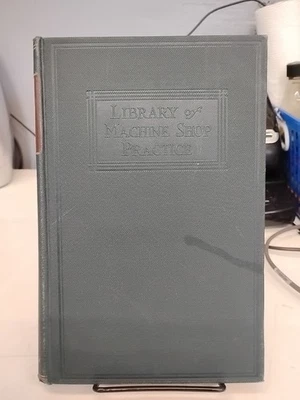 LIBRARY of
MACHINE SHOP
PRACTICE